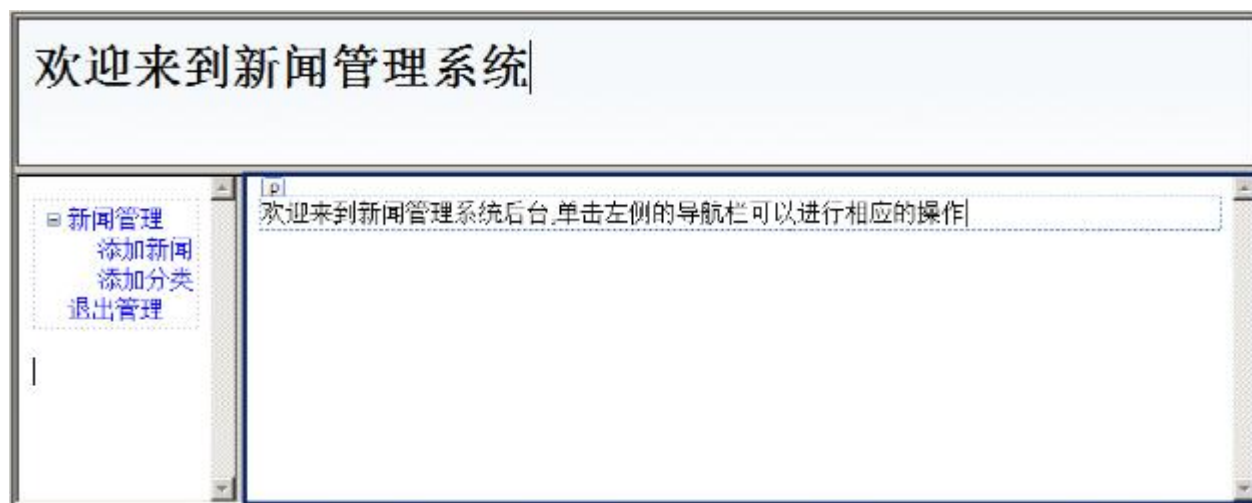 欢迎来到新闻管理系统
新闻管理
添加新闻
添加分类
退出管理
p
欢迎来到新闻管理系统后台,单击左侧的导航栏可以进行相应的操作